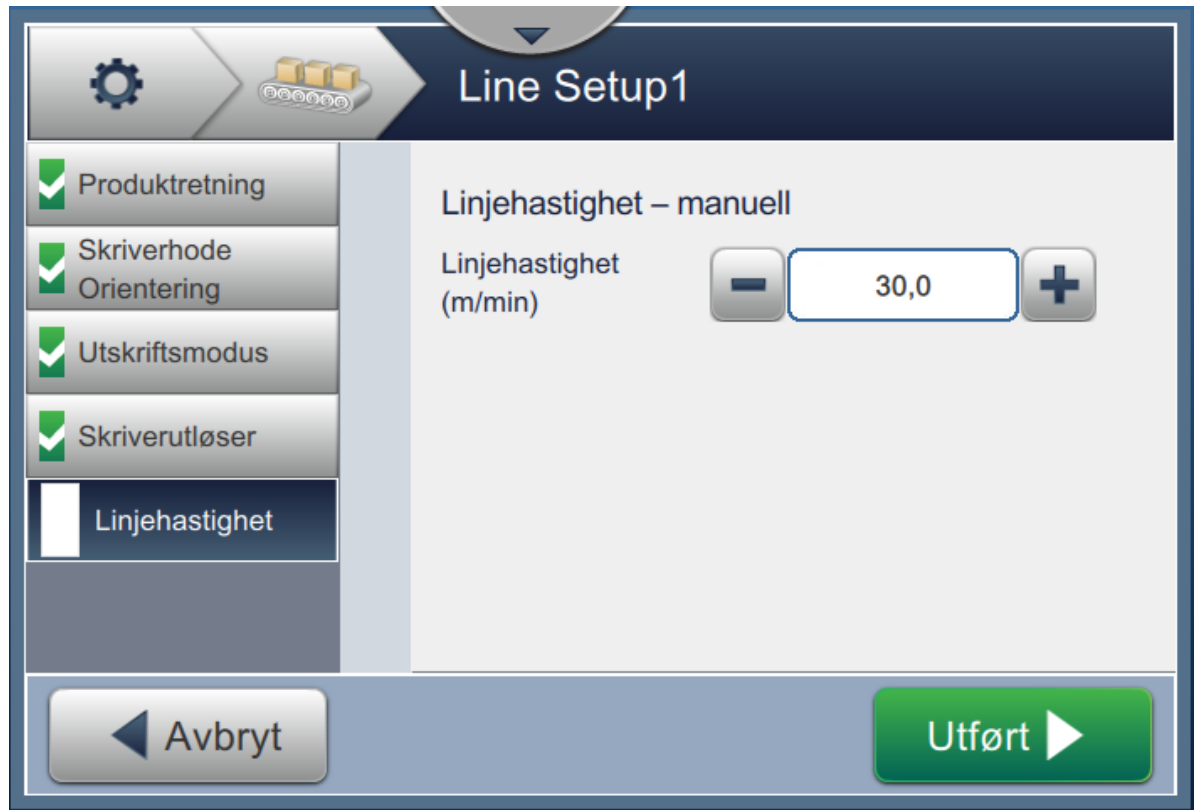 Line Setup1
Produktretning
Skriverhode
Orientering
Utskriftsmodus
Skriverutløser
Linjehastighet
Linjehastighet – manuell
Linjehastighet
(m/min)
30,0
Avbryt
Utført